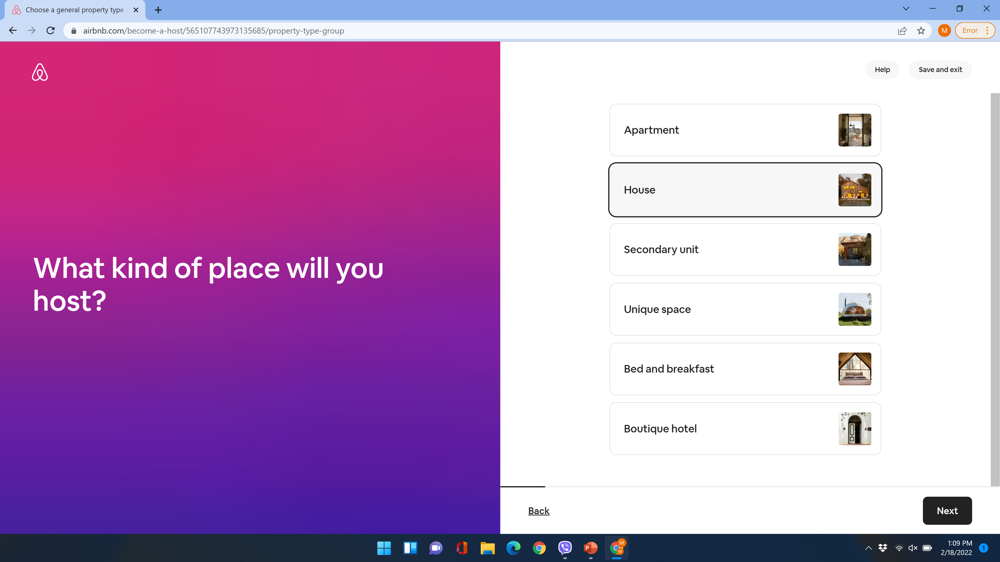 Choose a general property type -
airbnb.com/become-a-host/565107743973135685/property-type-group
M
Error
Help
Save and exit
What kind of place will you
host?
Apartment
House
Secondary unit
Unique space
Bed and breakfast
Boutique hotel
Back
Next
P
M
M
1:09 PM
2/18/2022
1